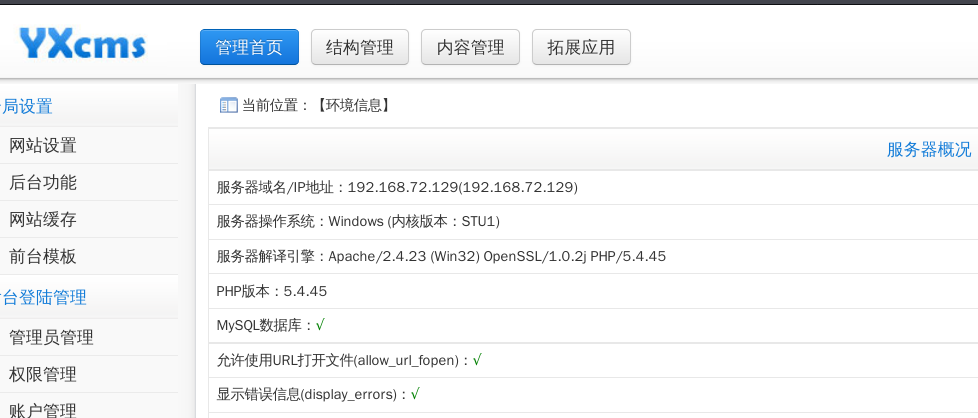 YXcms
管理首页 结构管理 内容管理 拓展应用
局设置
网站设置
后台功能
网站缓存
前台模板
台登陆管理
管理员管理
权限管理
账户管理
当前位置：【环境信息】
服务器概况
服务器域名/IP地址：192.168.72.129(192.168.72.129)
服务器操作系统：Windows (内核版本：STU1)
服务器解译引擎：Apache/2.4.23 (Win32) OpenSSL/1.0.2j PHP/5.4.45
PHP版本：5.4.45
MySQL数据库：√
允许使用URL打开文件(allow_url_fopen)：√
显示错误信息(display_errors)：√